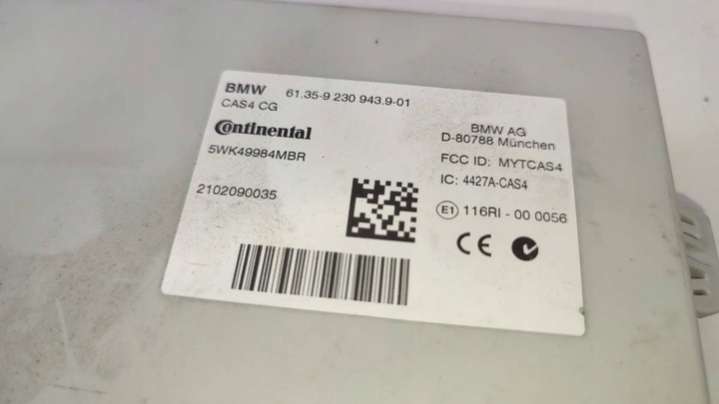 BMW 61.35-9 230 943.9-01
CAS4 CG
Continental
5WK49984MBR
2102090035
BMW AG
D-80788 München
FCC ID: MYTCAS4
IC: 4427A-CAS4
E1 116RI - 00 0056
CE